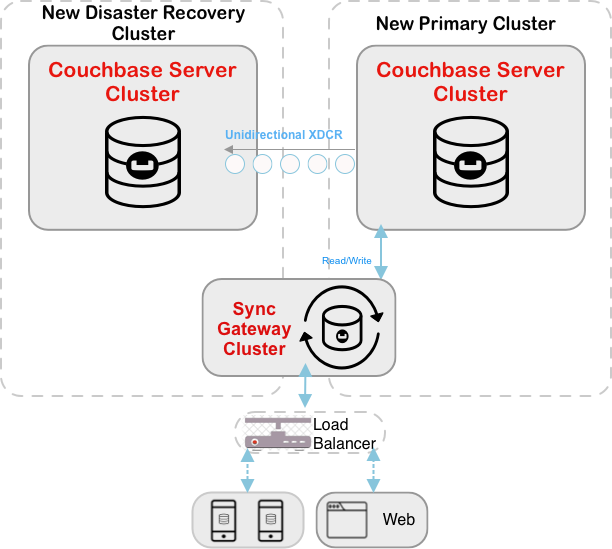 New Disaster Recovery
Cluster
New Primary Cluster
Couchbase Server
Cluster
Couchbase Server
Cluster
Unidirectional XDCR
Read/Write
Sync
Gateway
Cluster
Load
Balancer
Web